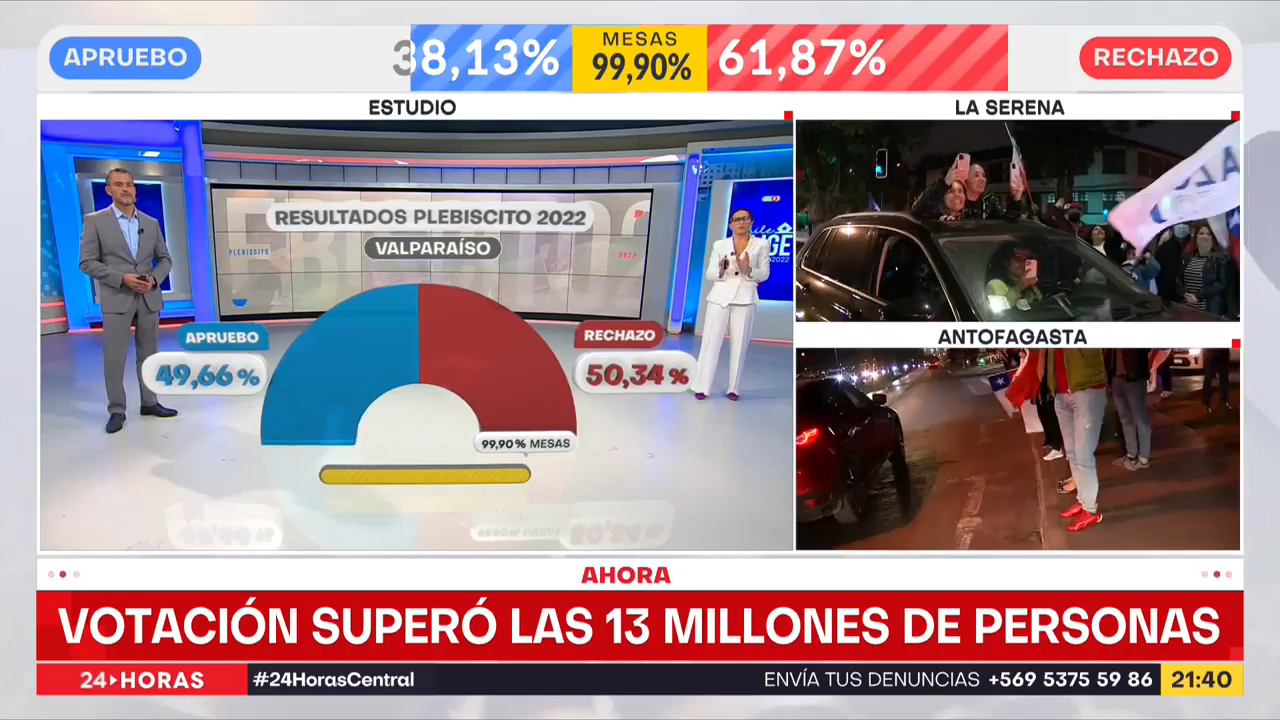 APRUEBO
38,13%
MESAS
99,90%
61,87%
RECHAZO
ESTUDIO
LA SERENA
RESULTADOS PLEBISCITO 2022
VALPARAÍSO
PLEBISCITO
2022
APRUEBO
49,66%
RECHAZO
50,34%
99,90% MESAS
ANTOFAGASTA
AHORA
VOTACIÓN SUPERÓ LAS 13 MILLONES DE PERSONAS
24 HORAS
#24HorasCentral
ENVÍA TUS DENUNCIAS +569 5375 59 86
21:40